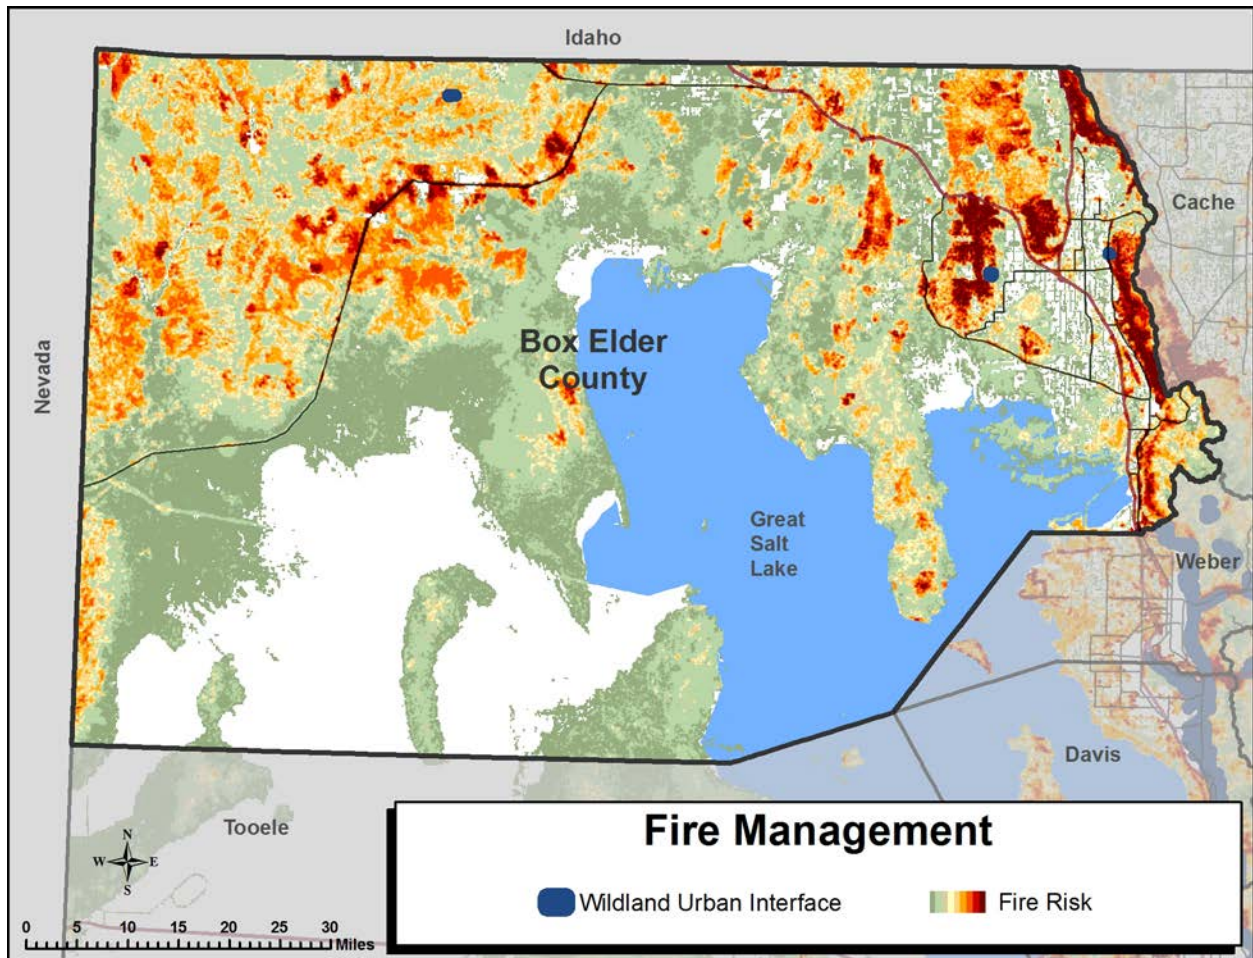 Idaho
Cache
Nevada
Box Elder
County
Great
Salt
Lake
Weber
Davis
Tooele
N
W
E
S
0 5 10 15 20 25 30
Miles
Fire Management
Wildland Urban Interface
Fire Risk